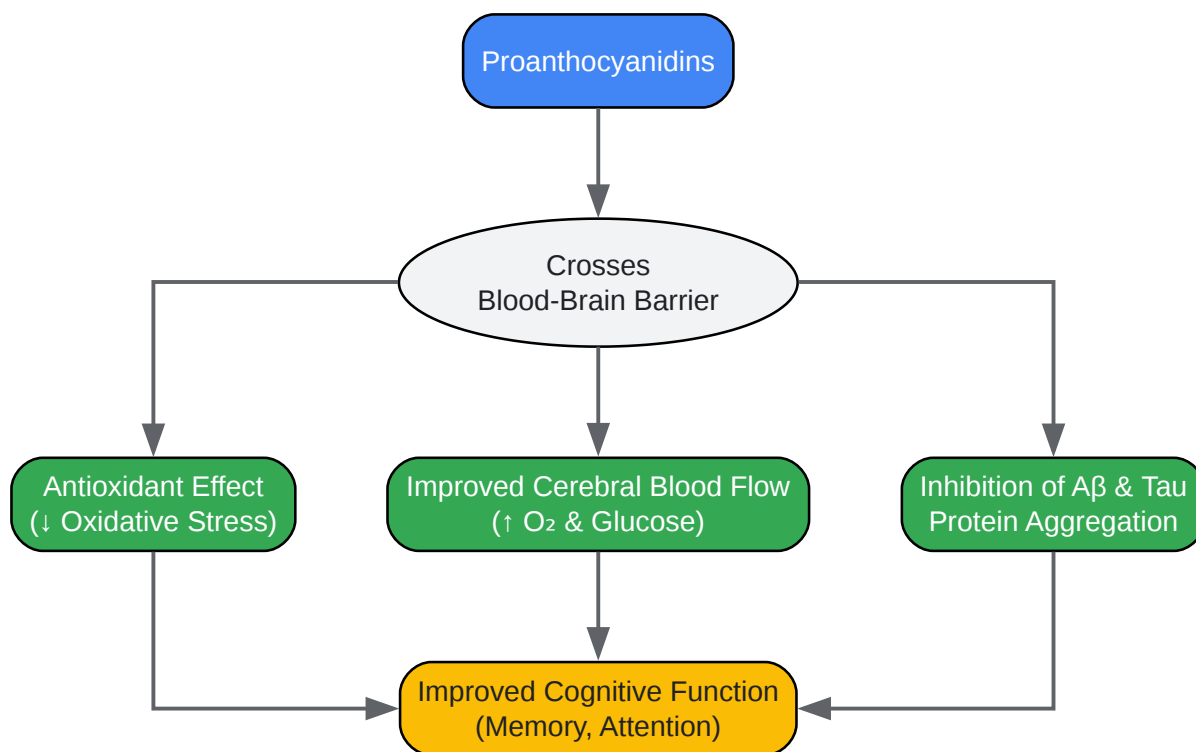 Proanthocyanidins
Crosses
Blood-Brain Barrier
Antioxidant Effect
(↓ Oxidative Stress)
Improved Cerebral Blood Flow
(↑ O₂ & Glucose)
Inhibition of Aβ & Tau
Protein Aggregation
Improved Cognitive Function
(Memory, Attention)